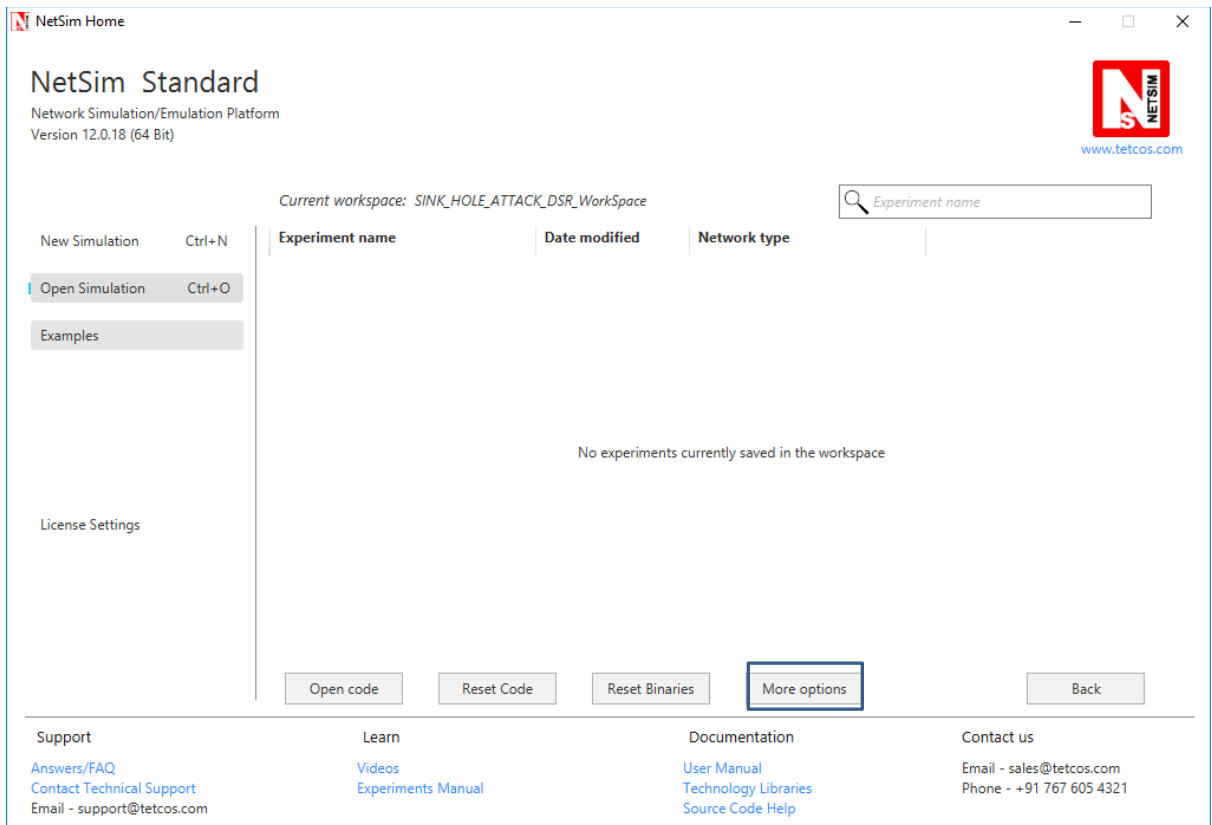 NetSim Home
NetSim Standard
Network Simulation/Emulation Platform
Version 12.0.18 (64 Bit)
N
S
NETSIM
www.tetcos.com
Current workspace: SINK_HOLE_ATTACK_DSR_WorkSpace
Experiment name
New Simulation Ctrl+N
Open Simulation Ctrl+O
Examples
License Settings
Experiment name Date modified Network type
No experiments currently saved in the workspace
Open code Reset Code Reset Binaries More options Back
Support
Answers/FAQ
Contact Technical Support
Email - support@tetcos.com
Learn
Videos
Experiments Manual
Documentation
User Manual
Technology Libraries
Source Code Help
Contact us
Email - sales@tetcos.com
Phone - +91 767 605 4321